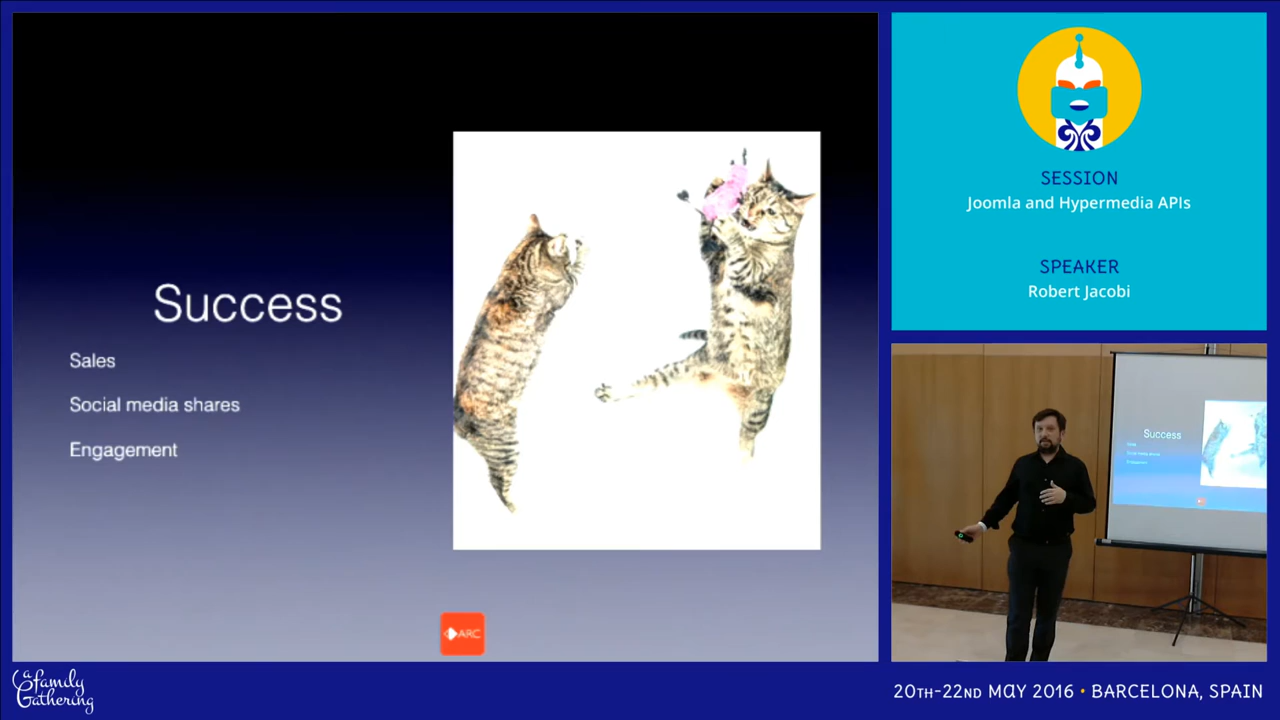 Success
Sales
Social media shares
Engagement
ARC
SESSION
Joomla and Hypermedia APIs
SPEAKER
Robert Jacobi
Success
a family
Gathering
20TH-22ND MAY 2016 • BARCELONA, SPAIN